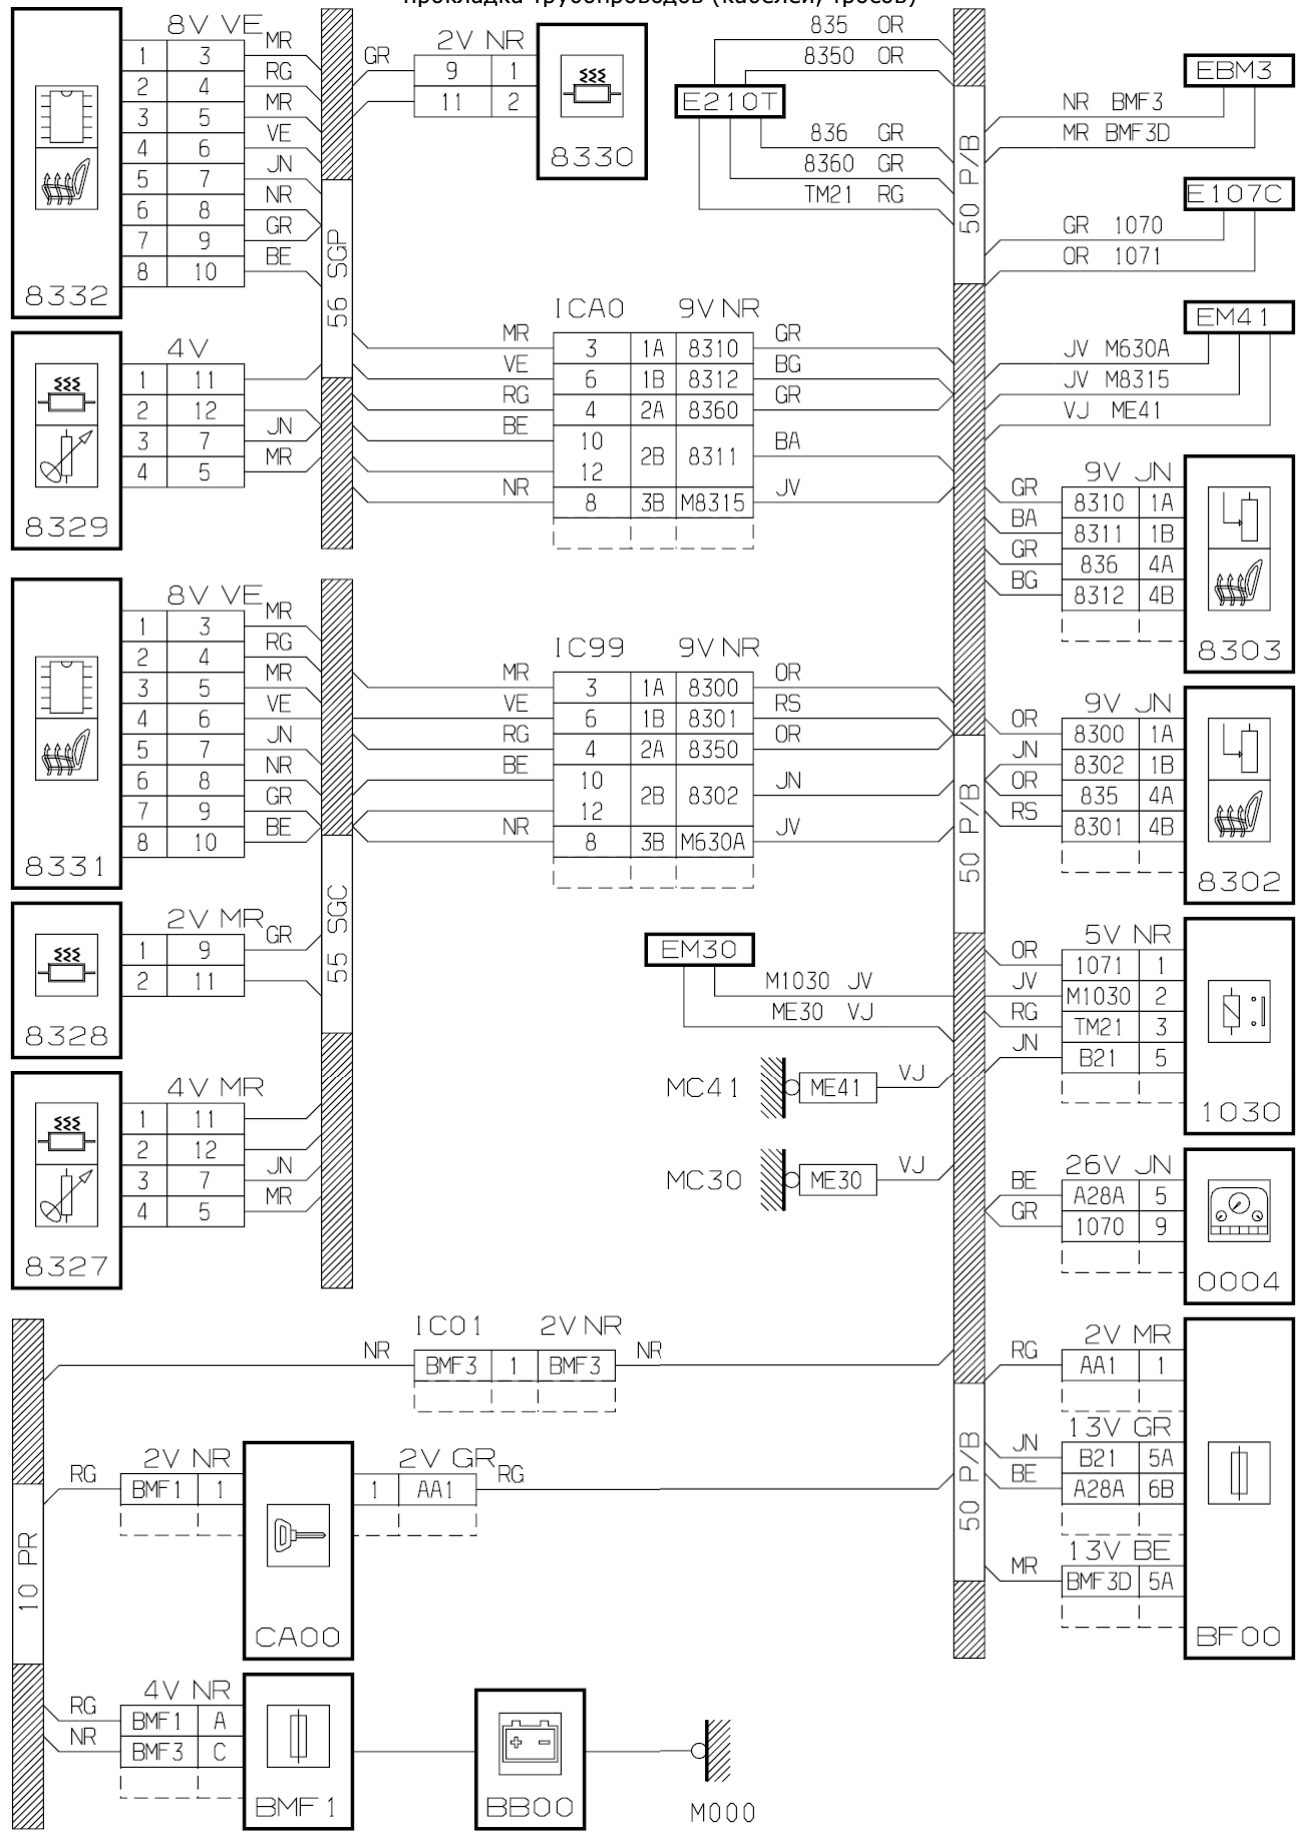 прокладка трубопроводов (кабелей, тросов)
8V VE
1 3 MR
2 4 RG
3 5 MR
4 6 VE
5 7 JN
6 8 NR
7 9 GR
8 10 BE
8332
4V
1 11
2 12
3 7 JN
4 5 MR
8329
56 SGP
GR
2V NR
9 1
11 2
8330
835 OR
8350 OR
E210T
836 GR
8360 GR
TM21 RG
50 P/B
EBM3
NR BMF3
MR BMF3D
E107C
GR 1070
OR 1071
EM41
JV M630A
JV M8315
VJ ME41
ICA0 9V NR
MR 3 1A 8310 GR
VE 6 1B 8312 BG
RG 4 2A 8360 GR
BE 10 12 2B 8311 BA
NR 8 3B M8315 JV
9V JN
GR 8310 1A
BA 8311 1B
GR 836 4A
BG 8312 4B
8303
8V VE
1 3 MR
2 4 RG
3 5 MR
4 6 VE
5 7 JN
6 8 NR
7 9 GR
8 10 BE
8331
IC99 9V NR
MR 3 1A 8300 OR
VE 6 1B 8301 RS
RG 4 2A 8350 OR
BE 10 12 2B 8302 JN
NR 8 3B M630A JV
50 P/B
9V JN
OR 8300 1A
JN 8302 1B
OR 835 4A
RS 8301 4B
8302
2V MR
1 9 GR
2 11
8328
55 SGC
4V MR
1 11
2 12
3 7 JN
4 5 MR
8327
EM30
M1030 JV
ME30 VJ
MC41 ME41 VJ
MC30 ME30 VJ
5V NR
OR 1071 1
JV M1030 2
RG TM21 3
JN B21 5
1030
26V JN
BE A28A 5
GR 1070 9
0004
IC01 2V NR
NR BMF3 1 BMF3 NR
2V NR
RG BMF1 1
CA00
2V GR
1 AA1 RG
10 PR
50 P/B
2V MR
RG AA1 1
13V GR
JN B21 5A
BE A28A 6B
13V BE
MR BMF3D 5A
BF00
4V NR
RG BMF1 A
NR BMF3 C
BMF1
+ -
BB00
M000